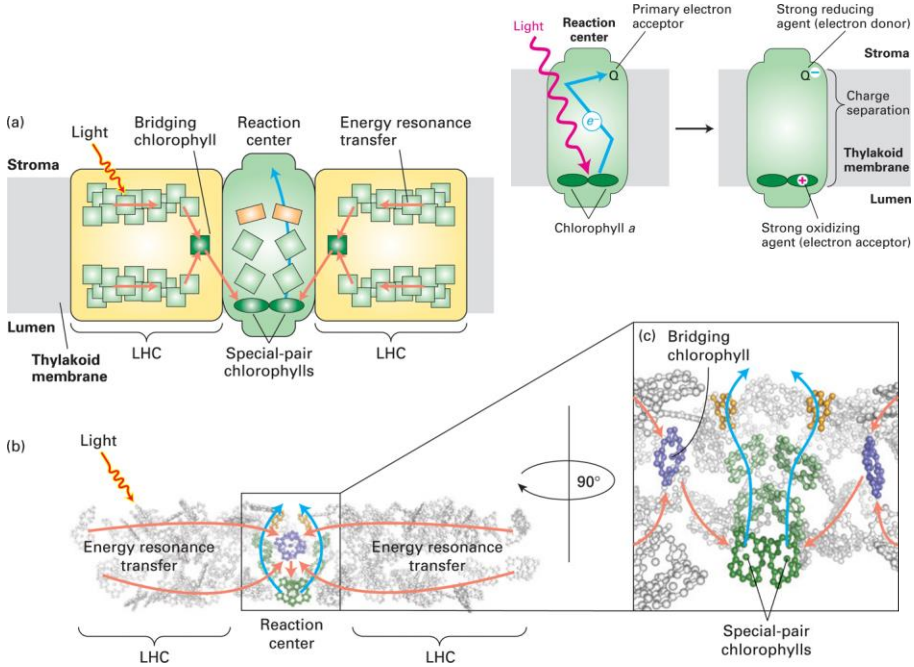 Primary electron
acceptor
Strong reducing
agent (electron donor)
Light
Reaction
center
Stroma
Q
Q−
e−
Charge
separation
Thylakoid
membrane
+
Lumen
Chlorophyll a
Strong oxidizing
agent (electron acceptor)
(a)
Light
Bridging
chlorophyll
Reaction
center
Energy resonance
transfer
Stroma
Lumen
Thylakoid
membrane
LHC
Special-pair
chlorophylls
LHC
(b)
Light
Energy resonance
transfer
Energy resonance
transfer
Reaction
center
LHC
LHC
90°
(c)
Bridging
chlorophyll
Special-pair
chlorophylls